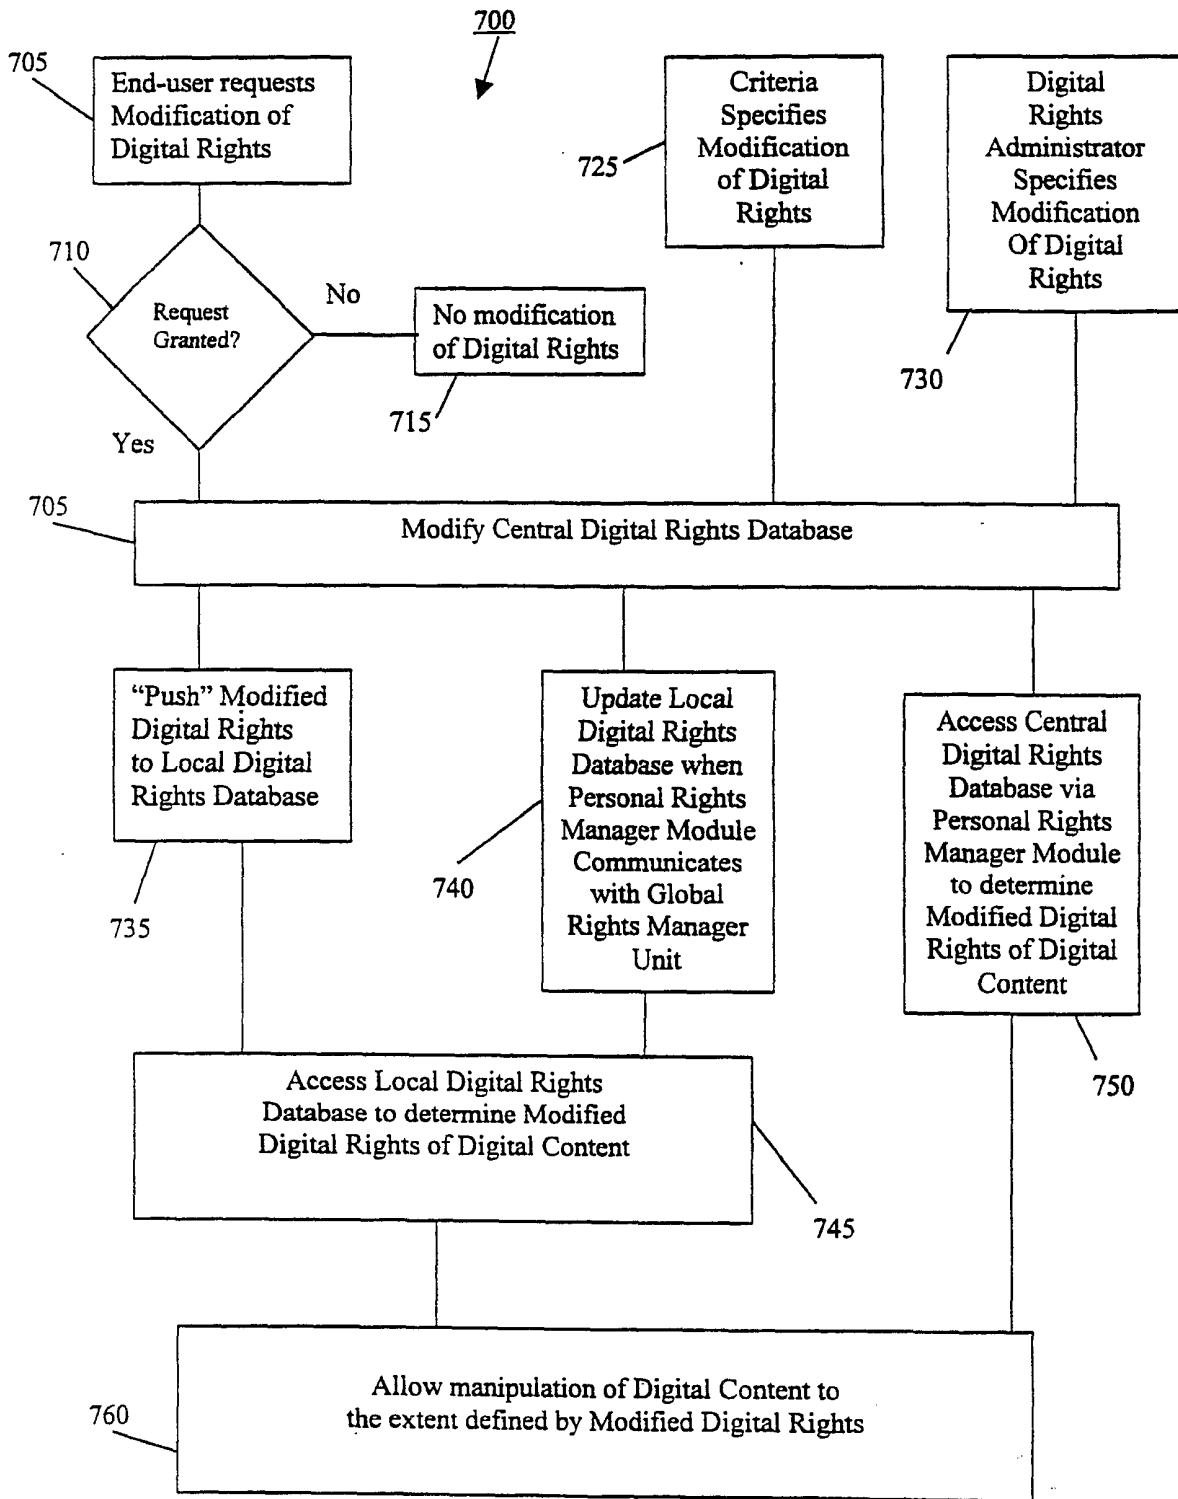 700
705
End-user requests
Modification of
Digital Rights
Criteria
Specifies
Modification
of Digital
Rights
725
Digital
Rights
Administrator
Specifies
Modification
Of Digital
Rights
730
710
Request
Granted?
No
No modification
of Digital Rights
715
Yes
705
Modify Central Digital Rights Database
“Push” Modified
Digital Rights
to Local Digital
Rights Database
735
Update Local
Digital Rights
Database when
Personal Rights
Manager Module
Communicates
with Global
Rights Manager
Unit
740
Access Central
Digital Rights
Database via
Personal Rights
Manager Module
to determine
Modified Digital
Rights of Digital
Content
750
Access Local Digital Rights
Database to determine Modified
Digital Rights of Digital Content
745
Allow manipulation of Digital Content to
the extent defined by Modified Digital Rights
760